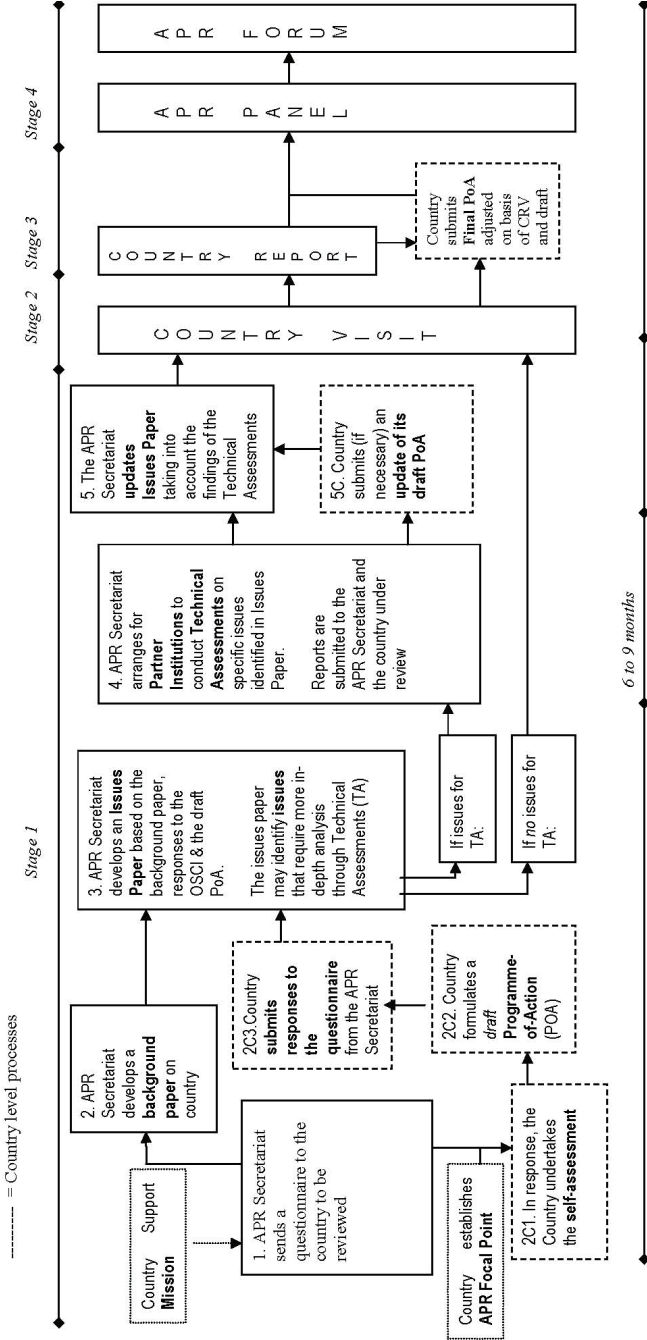 -------- = Country level processes
Stage 1
Stage 2
Stage 3
Stage 4
Country Support
Mission
1. APR Secretariat
sends a
questionnaire to the
country to be
reviewed
Country establishes
APR Focal Point
2. APR
Secretariat
develops a
background
paper on
country
2C1. In response, the
Country undertakes
the self-assessment
2C2. Country
formulates a
draft
Programme-
of-Action
(POA)
2C3.Country
submits
responses to
the
questionnaire
from the APR
Secretariat
3. APR Secretariat
develops an Issues
Paper based on the
background paper,
responses to the
OSCI & the draft
PoA.
The issues paper
may identify issues
that require more in-
depth analysis
through Technical
Assessments (TA)
If issues for
TA:
If no issues for
TA:
4. APR Secretariat
arranges for
Partner
Institutions to
conduct Technical
Assessments on
specific issues
identified in Issues
Paper.
Reports are
submitted to the
APR Secretariat and
the country under
review
5. The APR
Secretariat
updates
Issues Paper
taking into
account the
findings of the
Technical
Assessments
5C. Country
submits (if
necessary) an
update of its
draft PoA
COUNTRY VISIT
COUNTRY REPORT
Country
submits
Final PoA
adjusted
on basis
of CRV
and draft
APR PANEL
APR FORUM
6 to 9 months